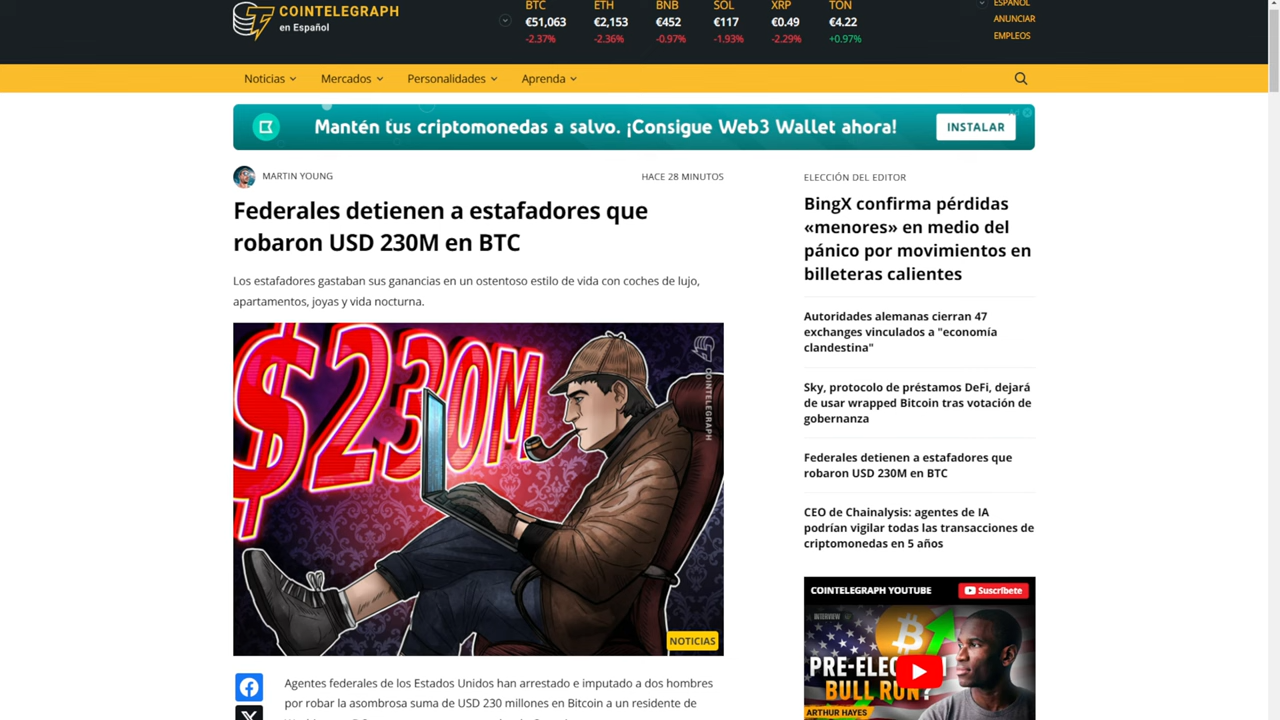 COINTELEGRAPH
en Español
BTC
€51,063
-2.37%
ETH
€2,153
-2.36%
BNB
€452
-0.97%
SOL
€117
-1.93%
XRP
€0.49
-2.29%
TON
€4.22
+0.97%
ESPAÑOL
ANUNCIAR
EMPLEOS
Noticias Mercados Personalidades Aprenda
Mantén tus criptomonedas a salvo. ¡Consigue Web3 Wallet ahora!
INSTALAR
MARTIN YOUNG
HACE 28 MINUTOS
Federales detienen a estafadores que
robaron USD 230M en BTC
Los estafadores gastaban sus ganancias en un ostentoso estilo de vida con coches de lujo,
apartamentos, joyas y vida nocturna.
$230M
COINTELEGRAPH
NOTICIAS
Agentes federales de los Estados Unidos han arrestado e imputado a dos hombres
por robar la asombrosa suma de USD 230 millones en Bitcoin a un residente de
ELECCIÓN DEL EDITOR
BingX confirma pérdidas
«menores» en medio del
pánico por movimientos en
billeteras calientes
Autoridades alemanas cierran 47
exchanges vinculados a "economía
clandestina"
Sky, protocolo de préstamos DeFi, dejará
de usar wrapped Bitcoin tras votación de
gobernanza
Federales detienen a estafadores que
robaron USD 230M en BTC
CEO de Chainalysis: agentes de IA
podrían vigilar todas las transacciones de
criptomonedas en 5 años
COINTELEGRAPH YOUTUBE
Suscríbete
INTERVIEW
BULL RUN?
ARTHUR HAYES